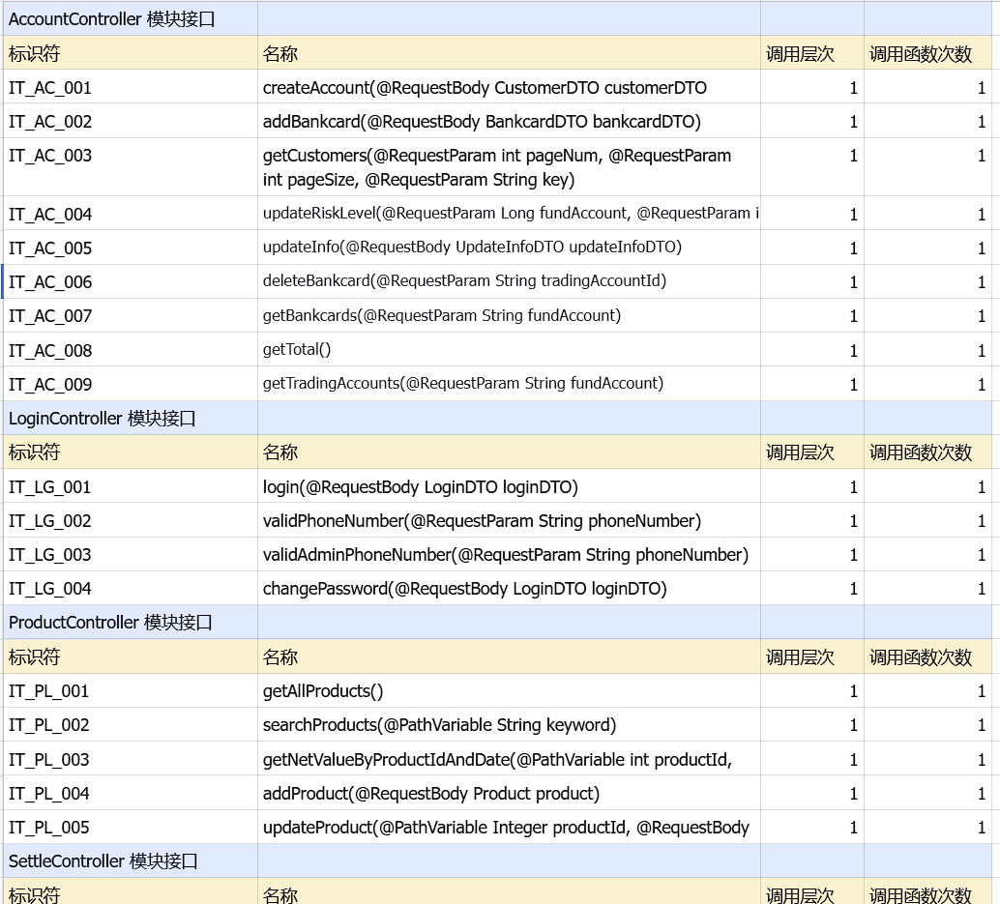 AccountController 模块接口
标识符 名称 调用层次 调用函数次数
IT_AC_001 createAccount(@RequestBody CustomerDTO customerDTO 1 1
IT_AC_002 addBankcard(@RequestBody BankcardDTO bankcardDTO) 1 1
IT_AC_003 getCustomers(@RequestParam int pageNum, @RequestParam 1 1
int pageSize, @RequestParam String key)
IT_AC_004 updateRiskLevel(@RequestParam Long fundAccount, @RequestParam i 1 1
IT_AC_005 updateInfo(@RequestBody UpdateInfoDTO updateInfoDTO) 1 1
IT_AC_006 deleteBankcard(@RequestParam String tradingAccountId) 1 1
IT_AC_007 getBankcards(@RequestParam String fundAccount) 1 1
IT_AC_008 getTotal() 1 1
IT_AC_009 getTradingAccounts(@RequestParam String fundAccount) 1 1
LoginController 模块接口
标识符 名称 调用层次 调用函数次数
IT_LG_001 login(@RequestBody LoginDTO loginDTO) 1 1
IT_LG_002 validPhoneNumber(@RequestParam String phoneNumber) 1 1
IT_LG_003 validAdminPhoneNumber(@RequestParam String phoneNumber) 1 1
IT_LG_004 changePassword(@RequestBody LoginDTO loginDTO) 1 1
ProductController 模块接口
标识符 名称 调用层次 调用函数次数
IT_PL_001 getAllProducts() 1 1
IT_PL_002 searchProducts(@PathVariable String keyword) 1 1
IT_PL_003 getNetValueByProductIdAndDate(@PathVariable int productId, 1 1
IT_PL_004 addProduct(@RequestBody Product product) 1 1
IT_PL_005 updateProduct(@PathVariable Integer productId, @RequestBody 1 1
SettleController 模块接口
标识符 名称 调用层次 调用函数次数